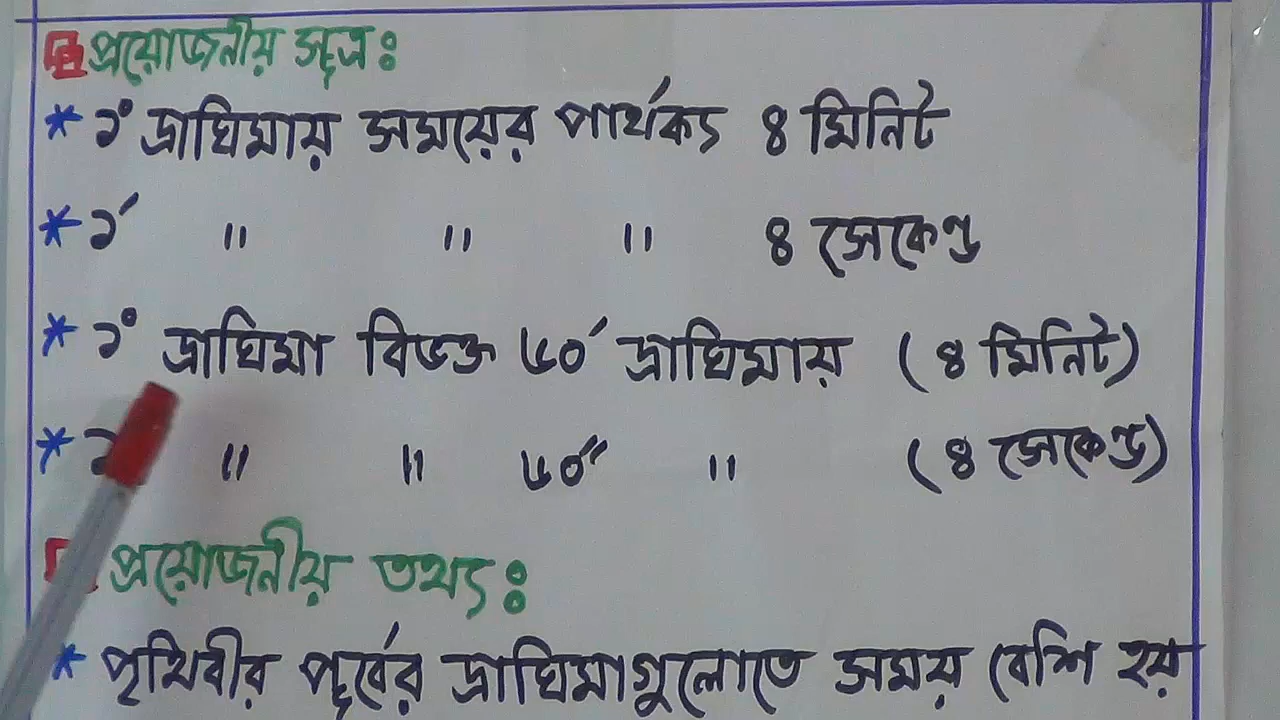 প্রয়োজনীয় সূত্রঃ
* ১° দ্রাঘিমায় সময়ের পার্থক্য ৪ মিনিট
* ১′ " " " ৪ সেকেণ্ড
* ১° দ্রাঘিমা বিভক্ত ৬০′ দ্রাঘিমায় (৪ মিনিট)
* " " ৬০″ " (৪ সেকেণ্ড)
প্রয়োজনীয় তথ্যঃ
* পৃথিবীর পূর্বের দ্রাঘিমাগুলোতে সময় বেশি হয়